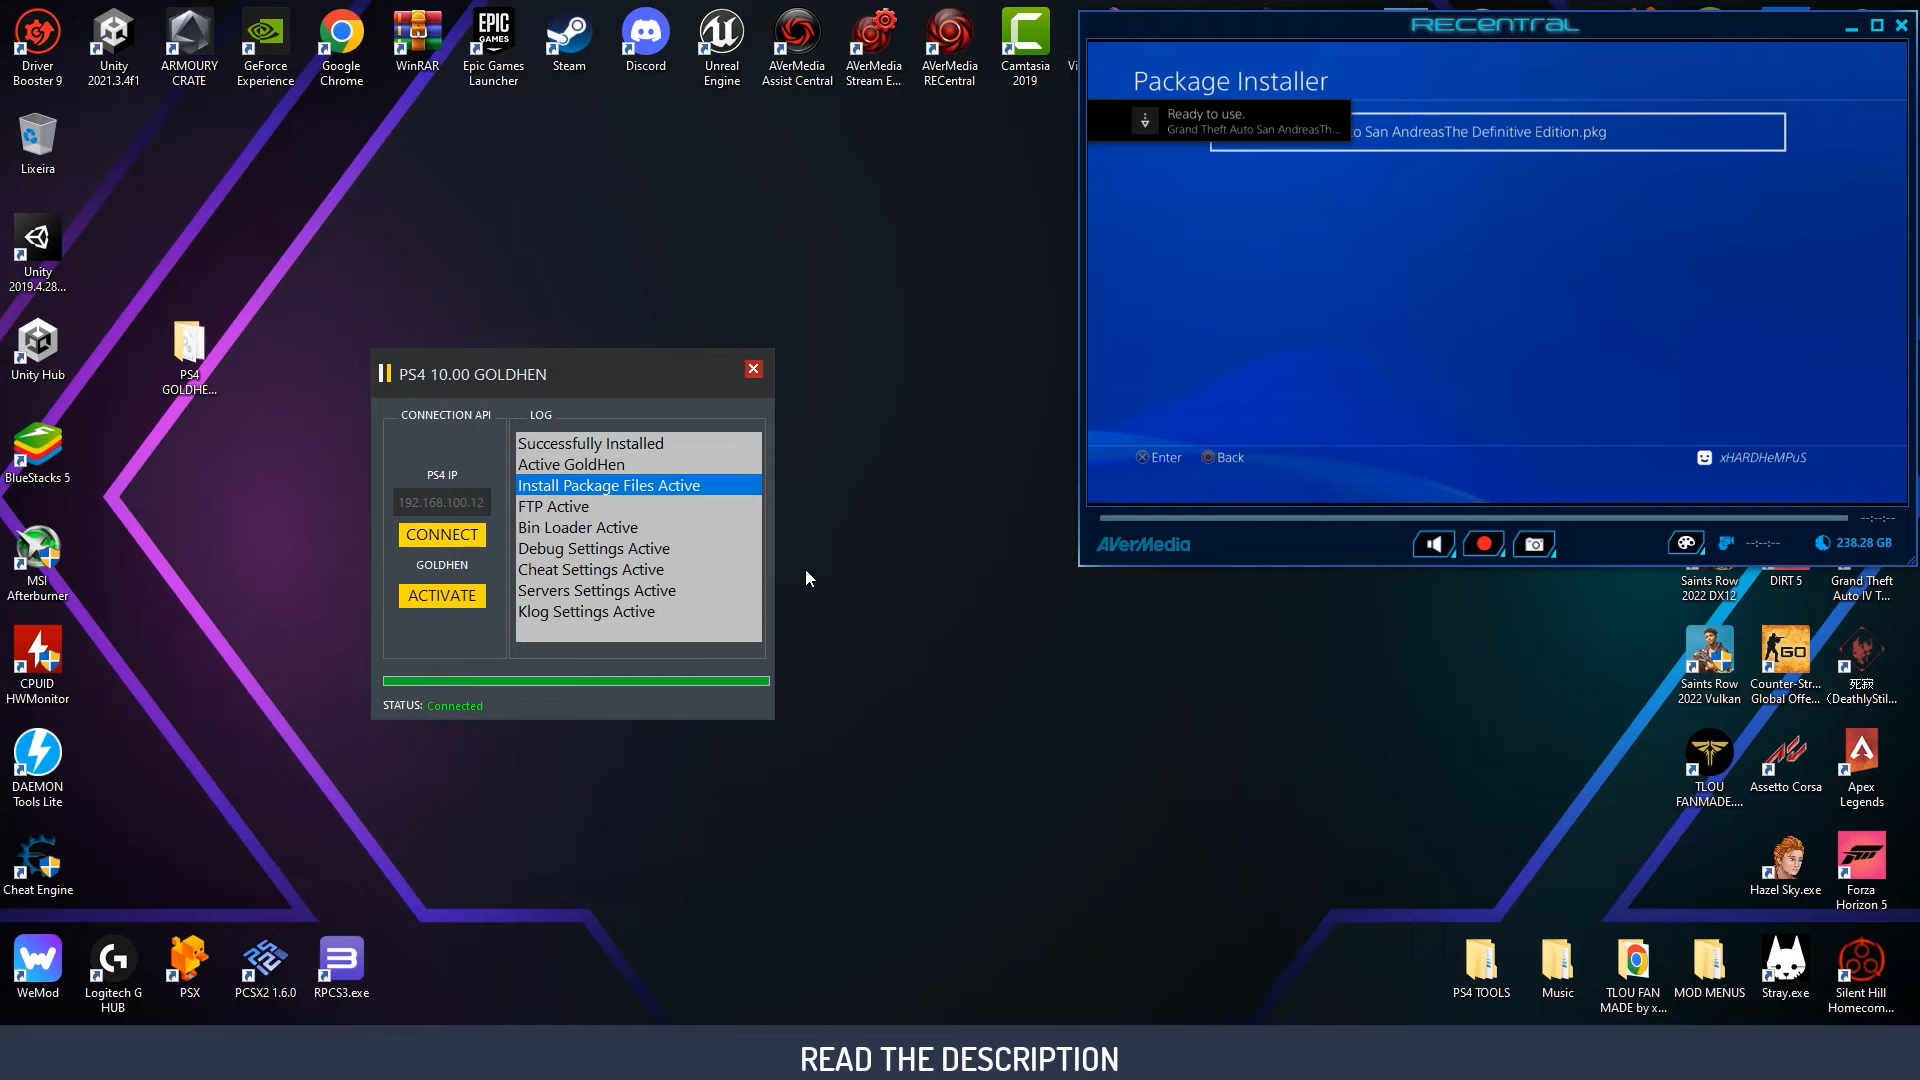 Driver
Booster 9
Unity
2021.3.4f1
ARMOURY
CRATE
GeForce
Experience
Google
Chrome
WinRAR
EPIC
GAMES
Epic Games
Launcher
Steam
Discord
Unreal
Engine
AVerMedia
Assist Central
AVerMedia
Stream E...
AVerMedia
RECentral
Camtasia
2019
Lixeira
Unity
2019.4.28...
Unity Hub
PS4
GOLDHE...
BlueStacks 5
MSI
Afterburner
CPUID
HWMonitor
DAEMON
Tools Lite
Cheat Engine
WeMod
Logitech G
HUB
PSX
PCSX2 1.6.0
RPCS3.exe
PS4 10.00 GOLDHEN
CONNECTION API
PS4 IP
192.168.100.12
CONNECT
GOLDHEN
ACTIVATE
LOG
Successfully Installed
Active GoldHen
Install Package Files Active
FTP Active
Bin Loader Active
Debug Settings Active
Cheat Settings Active
Servers Settings Active
Klog Settings Active
STATUS: Connected
RECENTRAL
Package Installer
Ready to use.
Grand Theft Auto San AndreasTh...
o San AndreasThe Definitive Edition.pkg
Enter
Back
xHARDHeMPuS
--:--:--
AVerMedia
--:--:--
238.28 GB
Saints Row
2022 DX12
DIRT 5
Grand Theft
Auto IV T...
Saints Row
2022 Vulkan
GO
Counter-Str...
Global Offe...
死寂
(DeathlyStil...
TLOU
FANMADE....
Assetto Corsa
Apex
Legends
Hazel Sky.exe
Forza
Horizon 5
PS4 TOOLS
Music
TLOU FAN
MADE by x...
MOD MENUS
Stray.exe
Silent Hill
Homecom...
READ THE DESCRIPTION